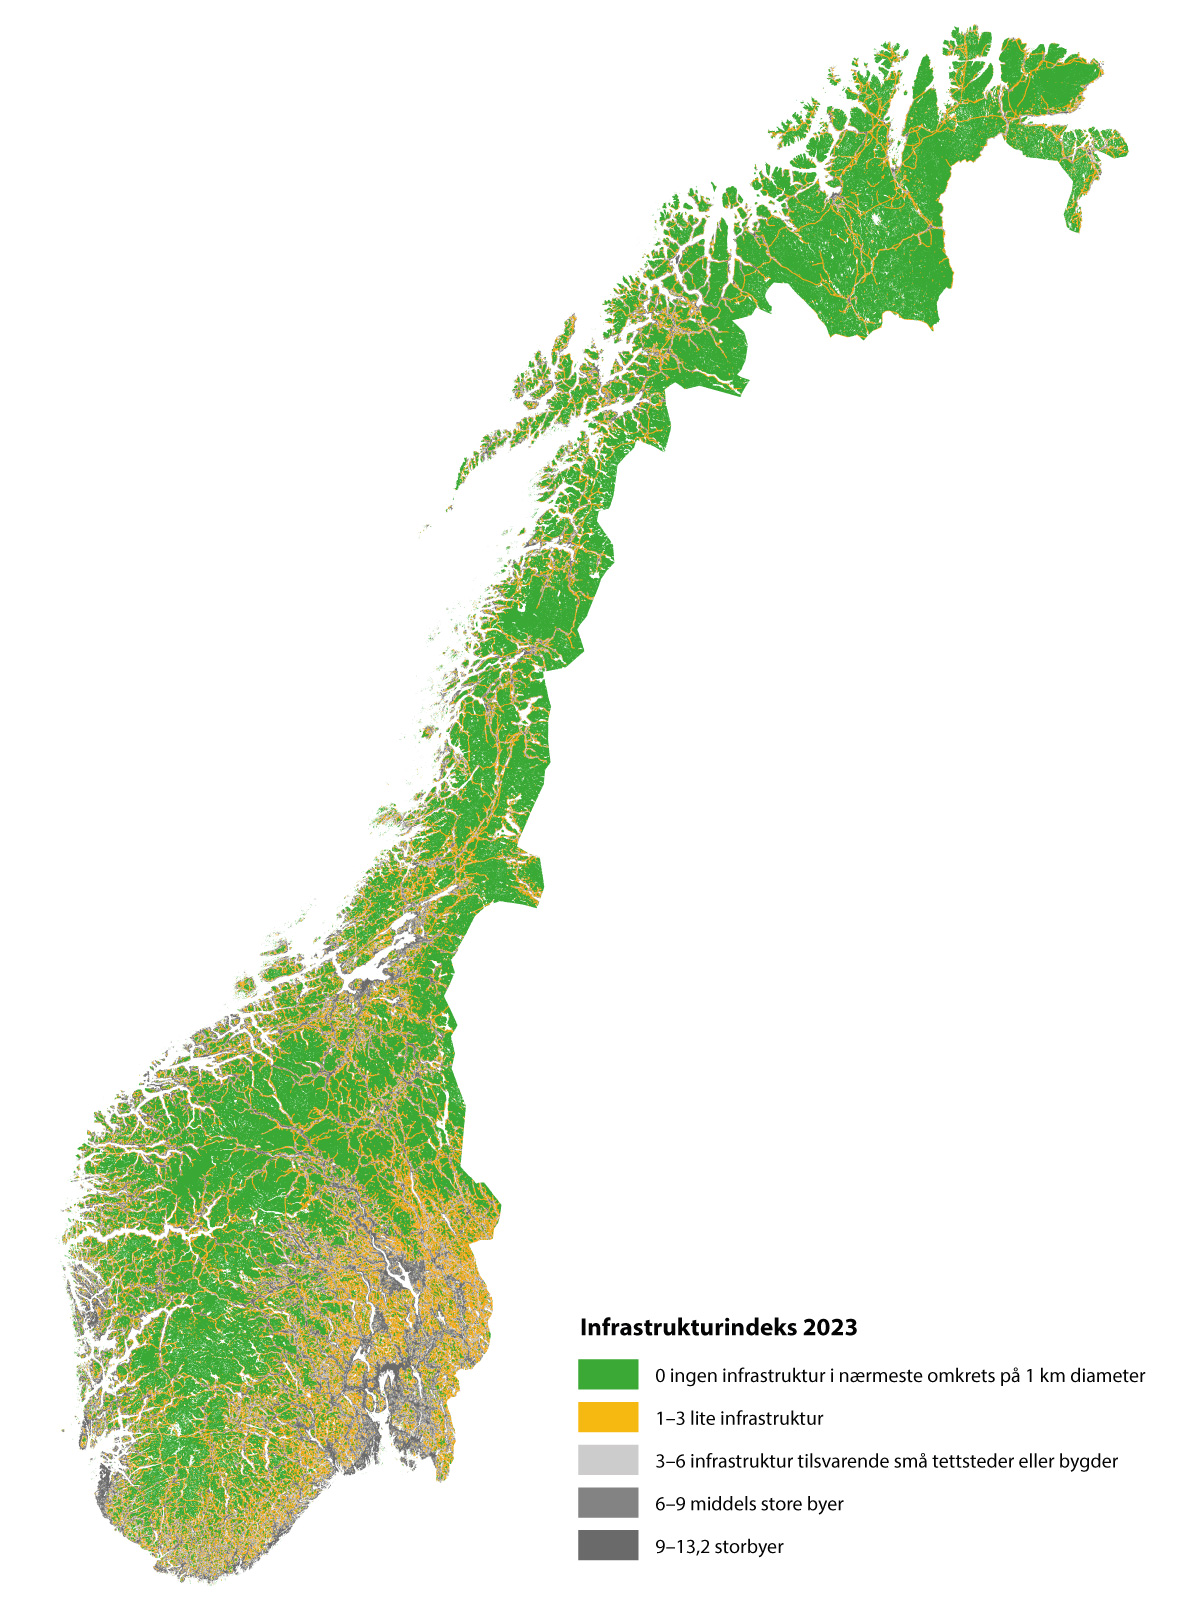 Infrastrukturindeks 2023
0 ingen infrastruktur i nærmeste omkrets på 1 km diameter
1–3 lite infrastruktur
3–6 infrastruktur tilsvarende små tettsteder eller bygder
6–9 middels store byer
9–13,2 storbyer